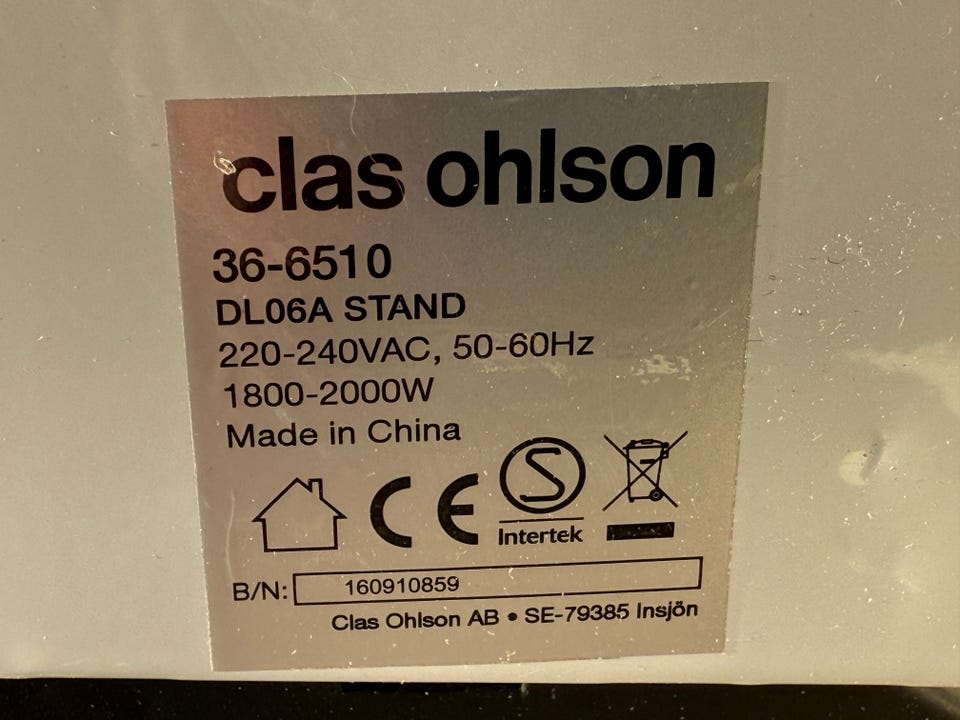 clas ohlson
36-6510
DL06A STAND
220-240VAC, 50-60Hz
1800-2000W
Made in China
CE
S
Intertek
B/N: 160910859
Clas Ohlson AB • SE-79385 Insjön